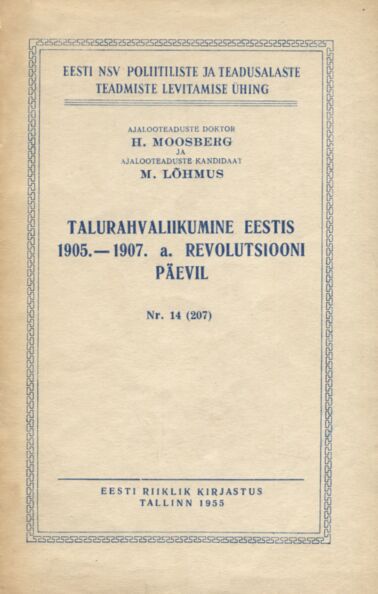 EESTI NSV POLIITILISTE JA TEADUSALASTE
TEADMISTE LEVITAMISE ÜHING
AJALOOTEADUSTE DOKTOR
H. MOOSBERG
JA
AJALOOTEADUSTE KANDIDAAT
M. LÕHMUS
TALURAHVALIIKUMINE EESTIS
1905.—1907. a. REVOLUTSIOONI
PÄEVIL
Nr. 14 (207)
EESTI RIIKLIK KIRJASTUS
TALLINN 1955